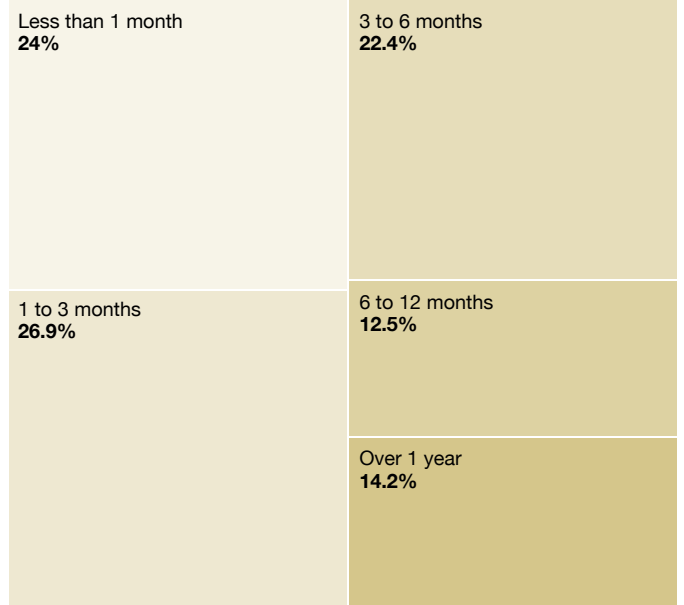 Less than 1 month
24%
1 to 3 months
26.9%
3 to 6 months
22.4%
6 to 12 months
12.5%
Over 1 year
14.2%